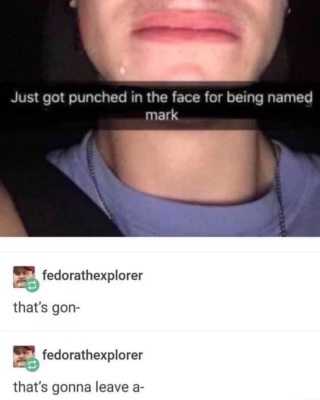 Just got punched in the face for being named
mark
fedorathexplorer
that's gon-
fedorathexplorer
that's gonna leave a-